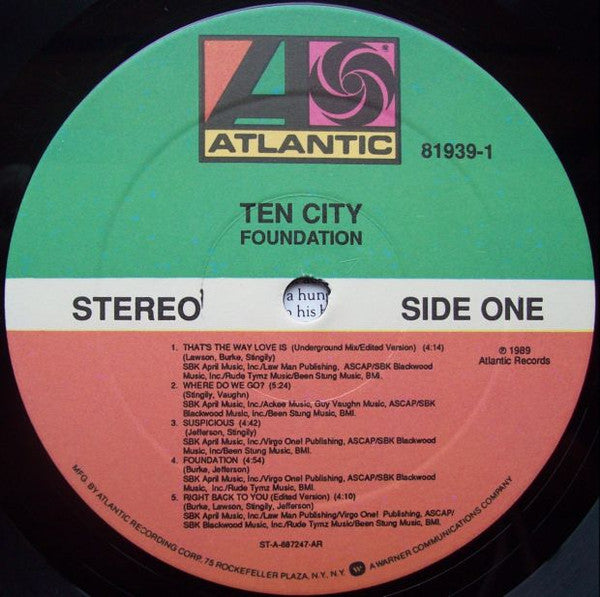 ATLANTIC
®
81939-1
TEN CITY
FOUNDATION
a hun
his
STEREO
SIDE ONE
℗ 1989
Atlantic Records
1. THAT'S THE WAY LOVE IS (Underground Mix/Edited Version) (4:14)
(Lawson, Burke, Stingily)
SBK April Music, Inc./Law Man Publishing, ASCAP/SBK Blackwood
Music, Inc./Rude Tymz Music/Been Stung Music, BMI.
2. WHERE DO WE GO? (5:24)
(Stingily, Vaughn)
SBK April Music, Inc./Ackee Music, Guy Vaughn Music, ASCAP/SBK
Blackwood Music, Inc./Been Stung Music, BMI.
3. SUSPICIOUS (4:42)
(Jefferson, Stingily)
SBK April Music, Inc./Virgo One! Publishing, ASCAP/SBK Blackwood
Music, Inc/Been Stung Music, BMI.
4. FOUNDATION (4:54)
(Burke, Jefferson)
SBK April Music, Inc./Virgo One! Publishing, ASCAP/SBK Blackwood
Music, Inc./Rude Tymz Music, BMI.
5. RIGHT BACK TO YOU (Edited Version) (4:10)
(Burke, Lawson, Stingily, Jefferson)
SBK April Music, Inc./Law Man Publishing/Virgo One! Publishing, ASCAP/
SBK Blackwood Music, Inc./Rude Tymz Music/Been Stung Music, BMI.
ST-A-887247-AR
MFG. BY ATLANTIC RECORDING CORP. 75 ROCKEFELLER PLAZA, N.Y. N.Y. A WARNER COMMUNICATIONS COMPANY